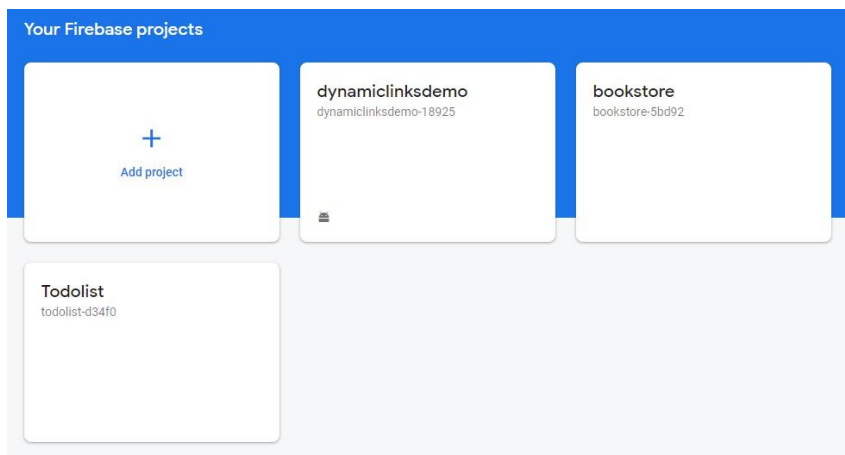 Your Firebase projects
Add project
dynamiclinksdemo
dynamiclinksdemo-18925
bookstore
bookstore-5bd92
Todolist
todolist-d34f0